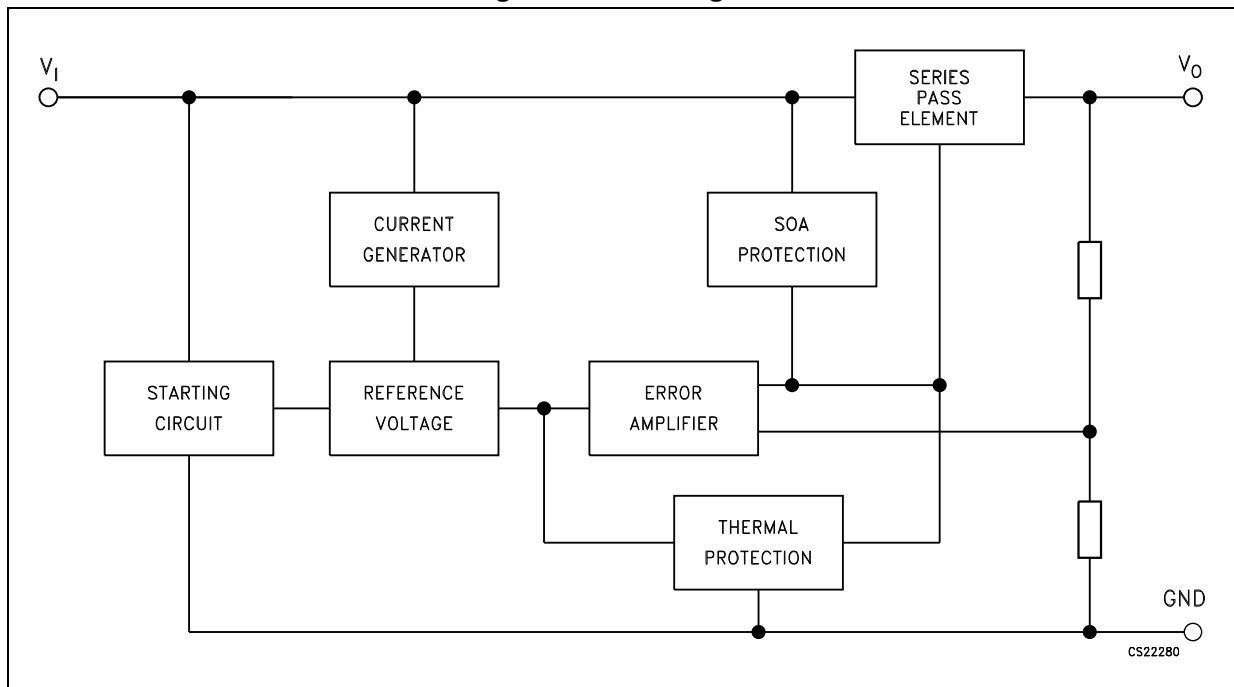 V_I
V_O
SERIES
PASS
ELEMENT
CURRENT
GENERATOR
SOA
PROTECTION
STARTING
CIRCUIT
REFERENCE
VOLTAGE
ERROR
AMPLIFIER
THERMAL
PROTECTION
GND
CS22280